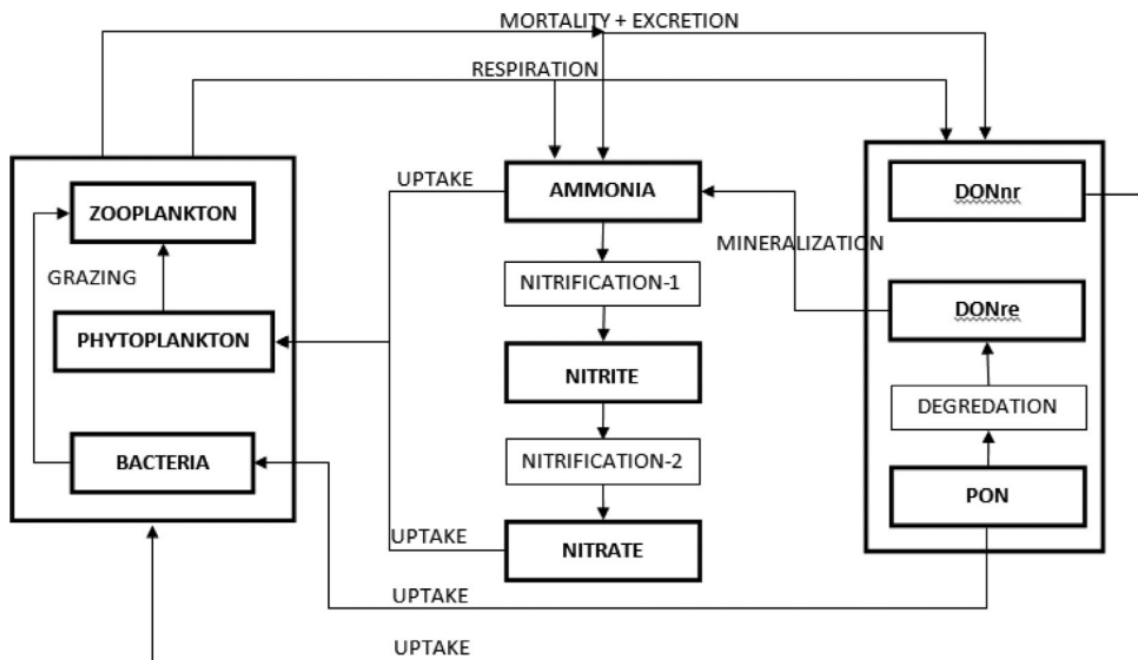 MORTALITY + EXCRETION
RESPIRATION
UPTAKE
AMMONIA
DONnr
ZOOPLANKTON
MINERALIZATION
GRAZING
NITRIFICATION-1
DONre
PHYTOPLANKTON
NITRITE
DEGREDATION
BACTERIA
NITRIFICATION-2
PON
UPTAKE
NITRATE
UPTAKE
UPTAKE